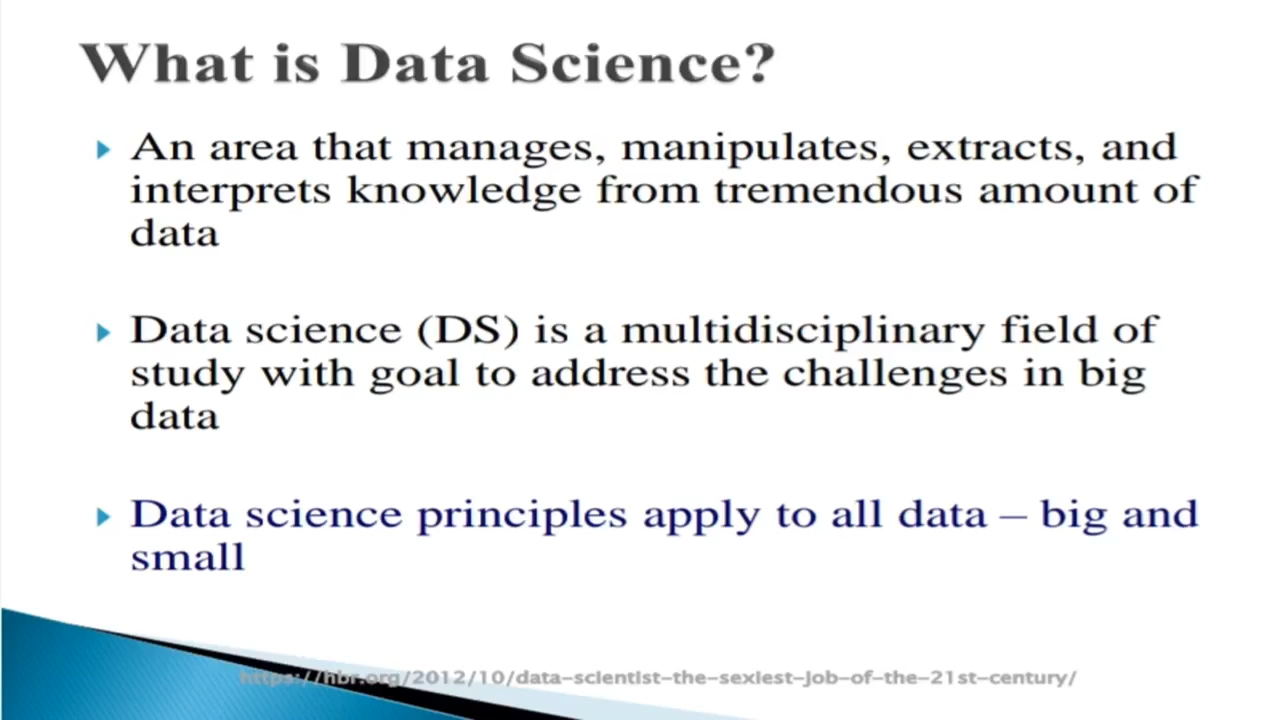 What is Data Science?
An area that manages, manipulates, extracts, and
interprets knowledge from tremendous amount of
data
Data science (DS) is a multidisciplinary field of
study with goal to address the challenges in big
data
Data science principles apply to all data – big and
small
https://hbr.org/2012/10/data-scientist-the-sexiest-job-of-the-21st-century/